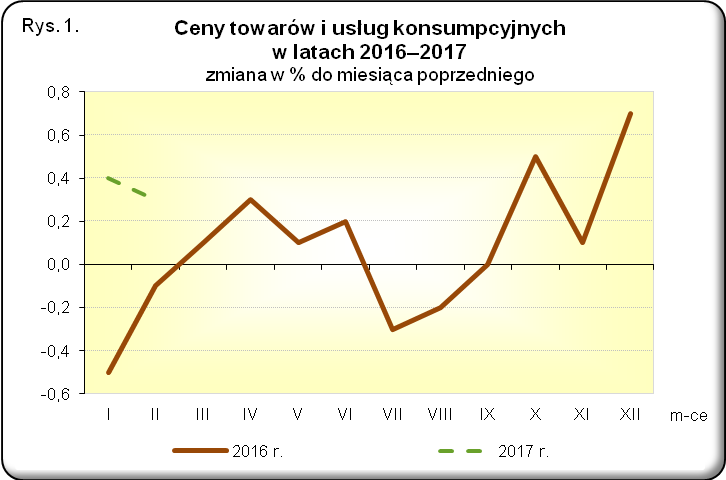 Rys. 1.
Ceny towarów i usług konsumpcyjnych
w latach 2016–2017
zmiana w % do miesiąca poprzedniego
0,8
0,6
0,4
0,2
0,0
-0,2
-0,4
-0,6
I II III IV V VI VII VIII IX X XI XII m-ce
2016 r. 2017 r.